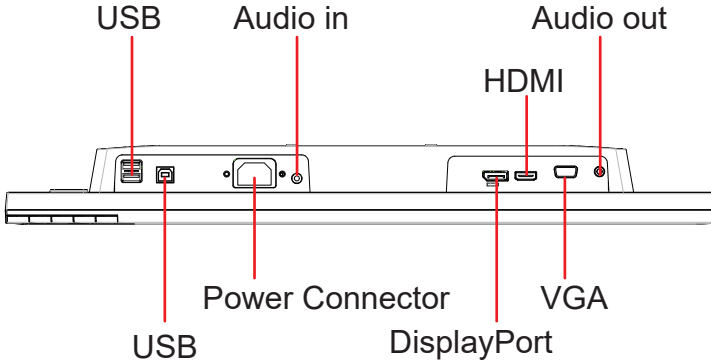 USB
Audio in
Audio out
HDMI
Power Connector
VGA
USB
DisplayPort